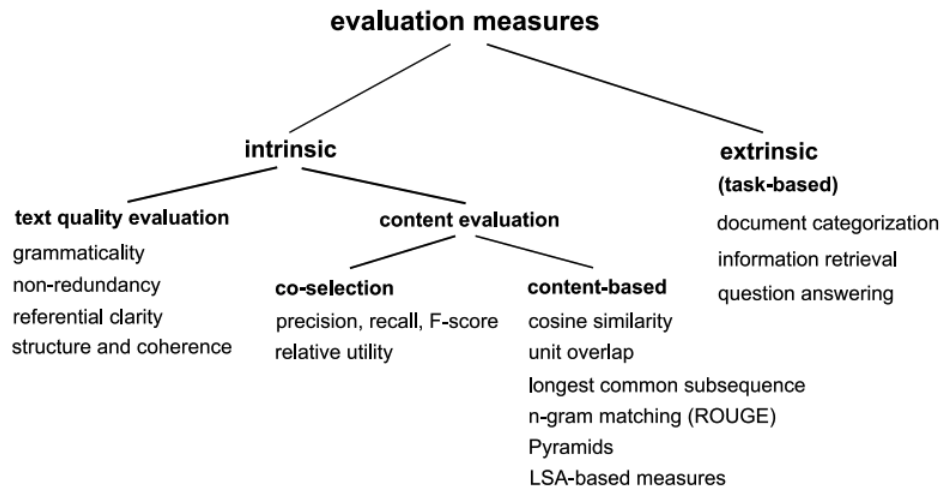 evaluation measures
intrinsic
extrinsic
(task-based)
document categorization
information retrieval
question answering
text quality evaluation
grammaticality
non-redundancy
referential clarity
structure and coherence
content evaluation
co-selection
precision, recall, F-score
relative utility
content-based
cosine similarity
unit overlap
longest common subsequence
n-gram matching (ROUGE)
Pyramids
LSA-based measures